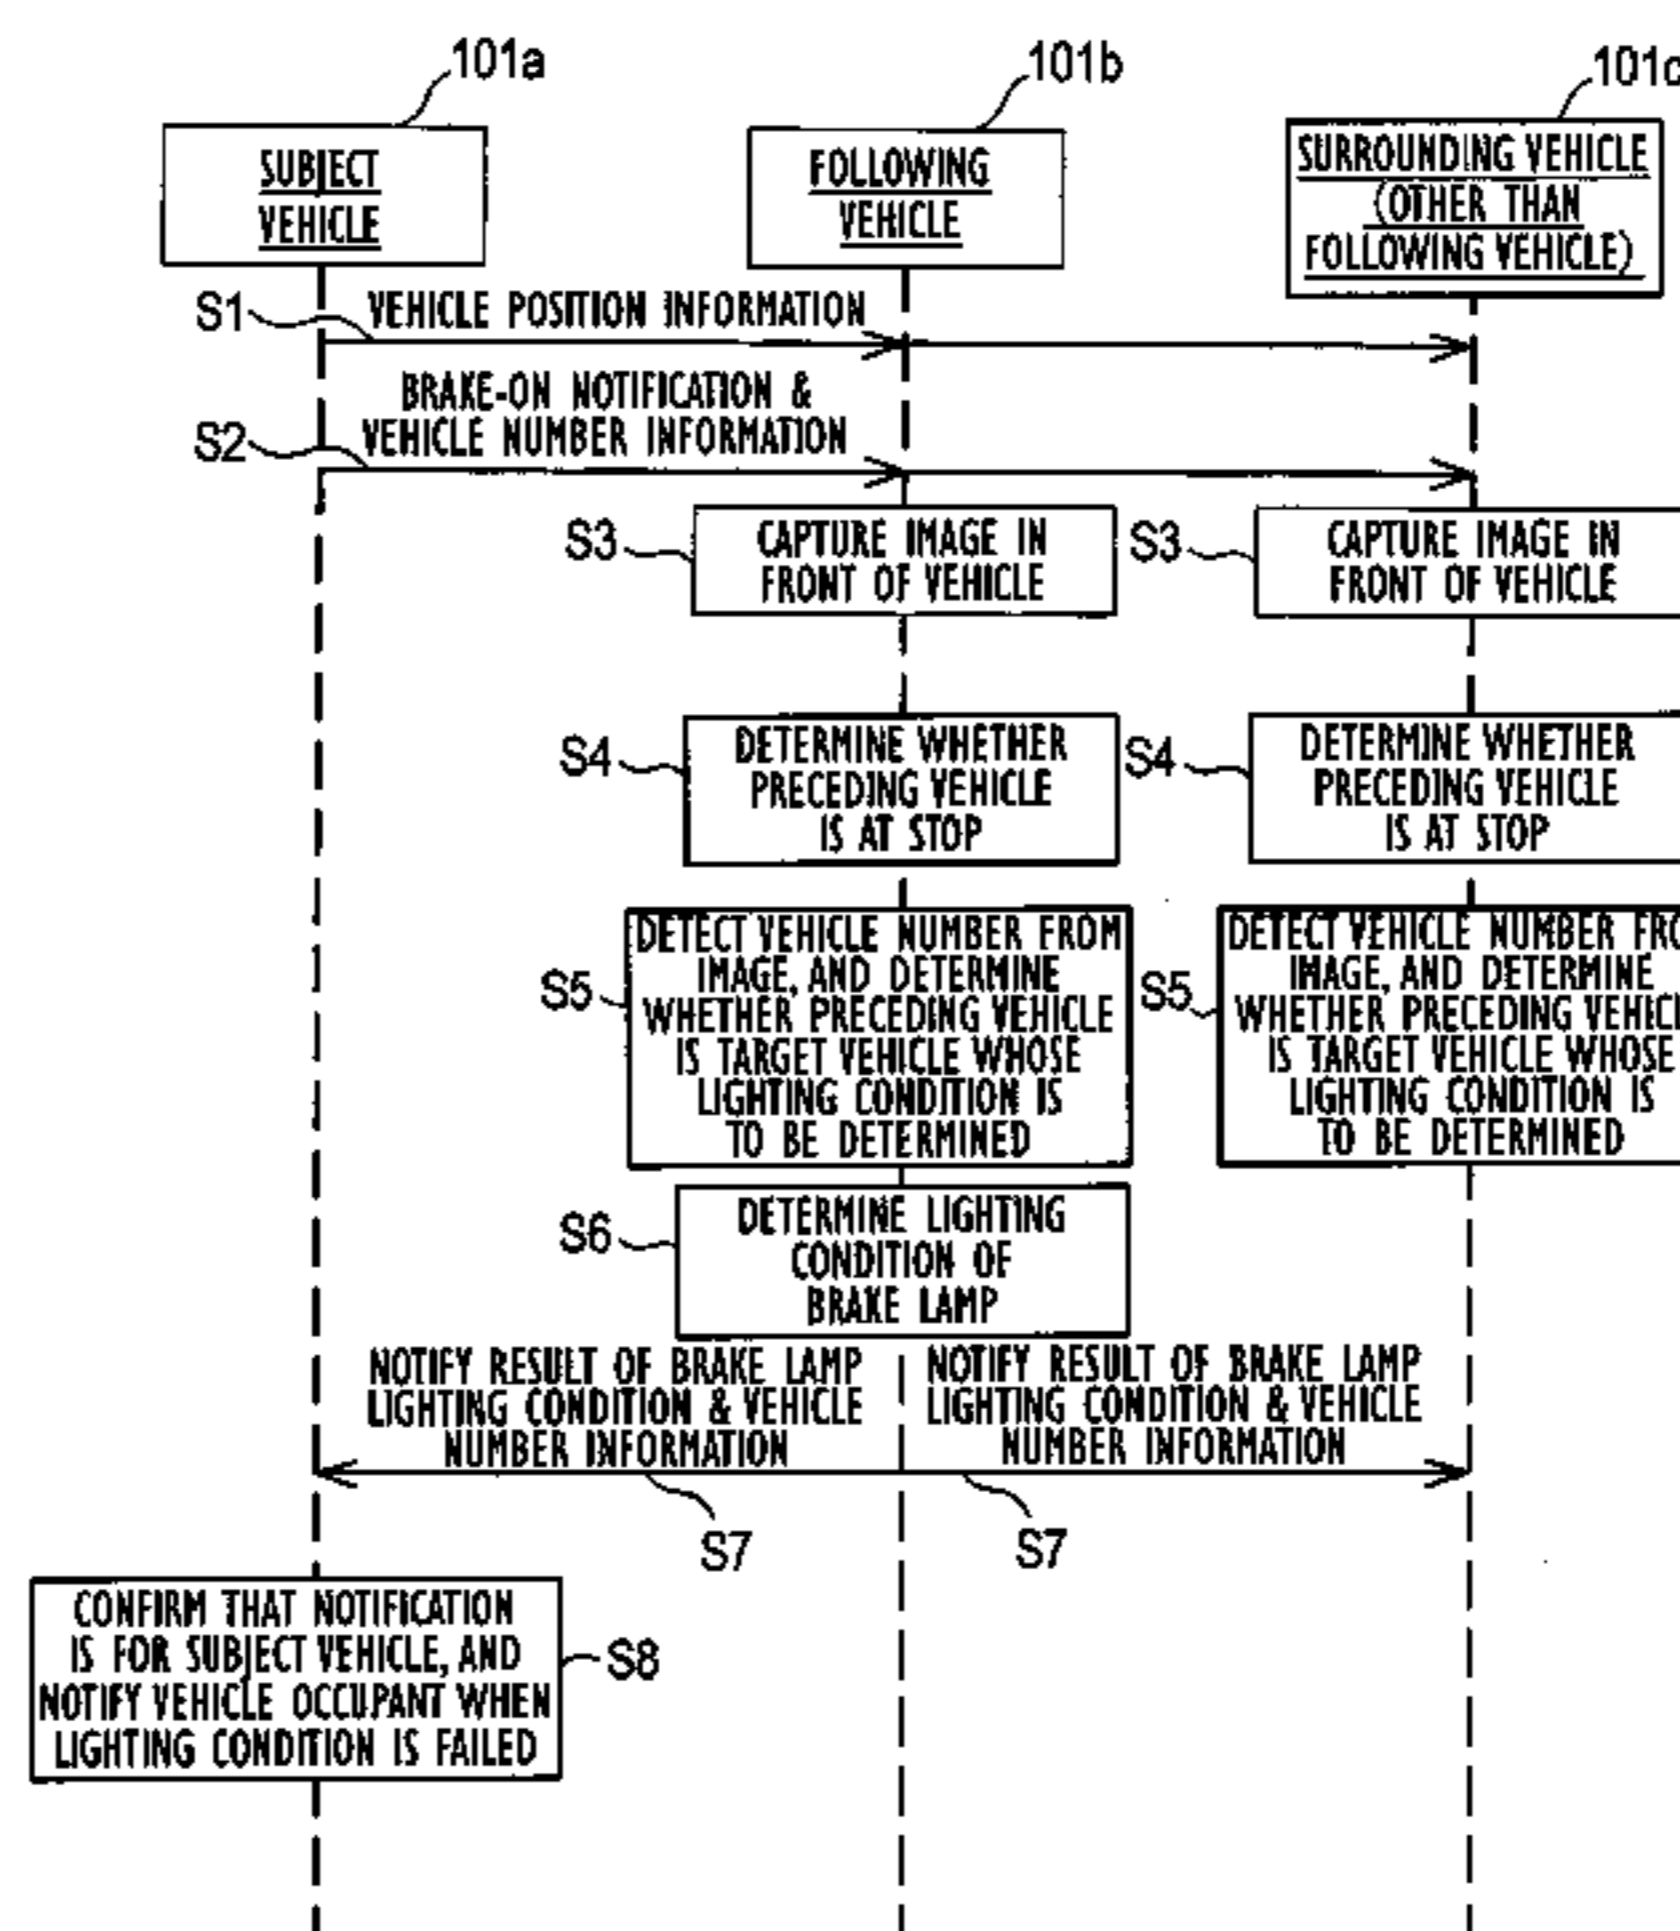 101a
101b
101c
SUBJECT
VEHICLE
FOLLOWING
VEHICLE
SURROUNDING VEHICLE
(OTHER THAN
FOLLOWING VEHICLE)
S1
VEHICLE POSITION INFORMATION
BRAKE-ON NOTIFICATION &
VEHICLE NUMBER INFORMATION
S2
S3
CAPTURE IMAGE IN
FRONT OF VEHICLE
S3
CAPTURE IMAGE IN
FRONT OF VEHICLE
S4
DETERMINE WHETHER
PRECEDING VEHICLE
IS AT STOP
S4
DETERMINE WHETHER
PRECEDING VEHICLE
IS AT STOP
S5
DETECT VEHICLE NUMBER FROM
IMAGE, AND DETERMINE
WHETHER PRECEDING VEHICLE
IS TARGET VEHICLE WHOSE
LIGHTING CONDITION IS
TO BE DETERMINED
S5
DETECT VEHICLE NUMBER
IMAGE, AND DETERMINE
WHETHER PRECEDING
IS TARGET VEHICLE WHOSE
LIGHTING CONDITION IS
TO BE DETERMINED
S6
DETERMINE LIGHTING
CONDITION OF
BRAKE LAMP
NOTIFY RESULT OF BRAKE LAMP
LIGHTING CONDITION & VEHICLE
NUMBER INFORMATION
NOTIFY RESULT OF BRAKE LAMP
LIGHTING CONDITION & VEHICLE
NUMBER INFORMATION
S7
S7
CONFIRM THAT NOTIFICATION
IS FOR SUBJECT VEHICLE, AND
NOTIFY VEHICLE OCCUPANT WHEN
LIGHTING CONDITION IS FAILED
S8